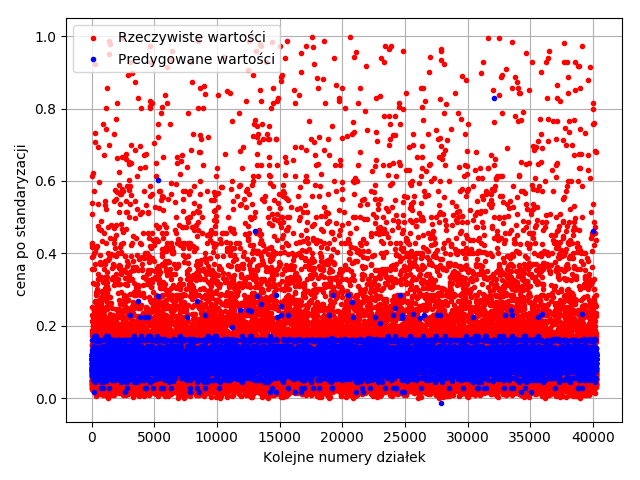 1.0
0.8
0.6
0.4
0.2
0.0
cena po standaryzacji
Rzeczywiste wartości
Predygowane wartości
0 5000 10000 15000 20000 25000 30000 35000 40000
Kolejne numery działek